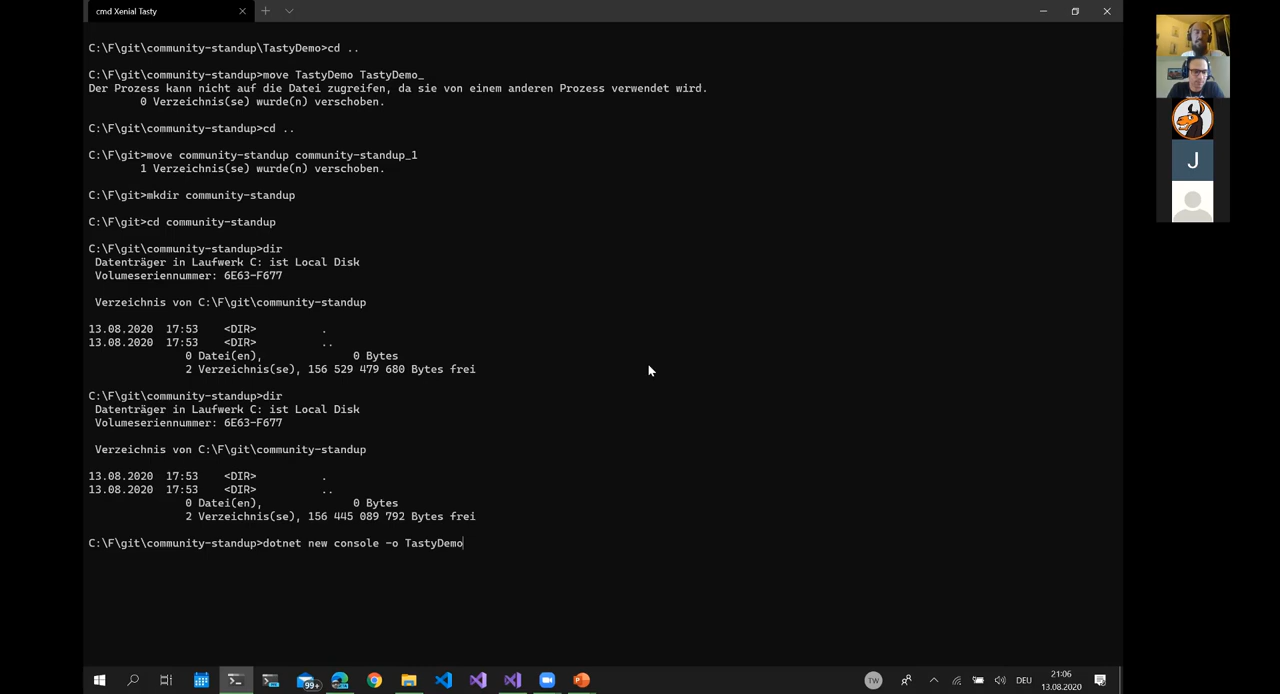 cmd Xenial Tasty
C:\F\git\community-standup\TastyDemo>cd ..
C:\F\git\community-standup>move TastyDemo TastyDemo_
Der Prozess kann nicht auf die Datei zugreifen, da sie von einem anderen Prozess verwendet wird.
0 Verzeichnis(se) wurde(n) verschoben.
C:\F\git\community-standup>cd ..
C:\F\git>move community-standup community-standup_1
1 Verzeichnis(se) wurde(n) verschoben.
C:\F\git>mkdir community-standup
C:\F\git>cd community-standup
C:\F\git\community-standup>dir
Datenträger in Laufwerk C: ist Local Disk
Volumeseriennummer: 6E63-F677
Verzeichnis von C:\F\git\community-standup
13.08.2020  17:53    <DIR>          .
13.08.2020  17:53    <DIR>          ..
0 Datei(en),              0 Bytes
2 Verzeichnis(se), 156 529 479 680 Bytes frei
C:\F\git\community-standup>dir
Datenträger in Laufwerk C: ist Local Disk
Volumeseriennummer: 6E63-F677
Verzeichnis von C:\F\git\community-standup
13.08.2020  17:53    <DIR>          .
13.08.2020  17:53    <DIR>          ..
0 Datei(en),              0 Bytes
2 Verzeichnis(se), 156 445 089 792 Bytes frei
C:\F\git\community-standup>dotnet new console -o TastyDemo
J
99+
TW
DEU
21:06
13.08.2020